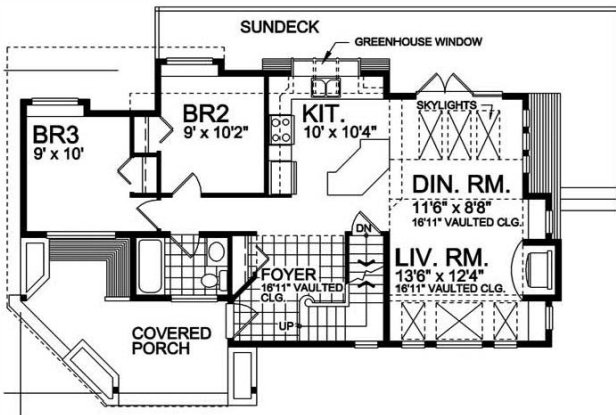 SUNDECK
GREENHOUSE WINDOW
BR2
9' x 10'2"
KIT.
10' x 10'4"
SKYLIGHTS
BR3
9' x 10'
DIN. RM.
11'6" x 8'8"
16'11" VAULTED CLG.
DN
LIV. RM.
13'6" x 12'4"
16'11" VAULTED CLG.
FOYER
16'11" VAULTED
CLG.
UP
COVERED
PORCH